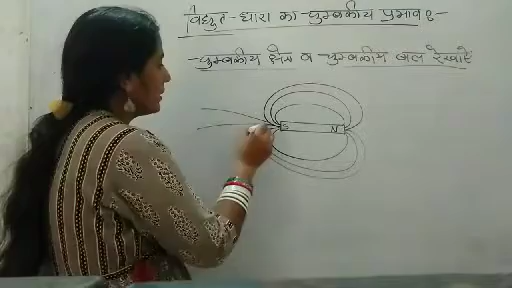 विद्युत-धारा का चुम्बकीय प्रभाव:-
-चुम्बकीय क्षेत्र व चुम्बकीय बल रेखाएँ
S N